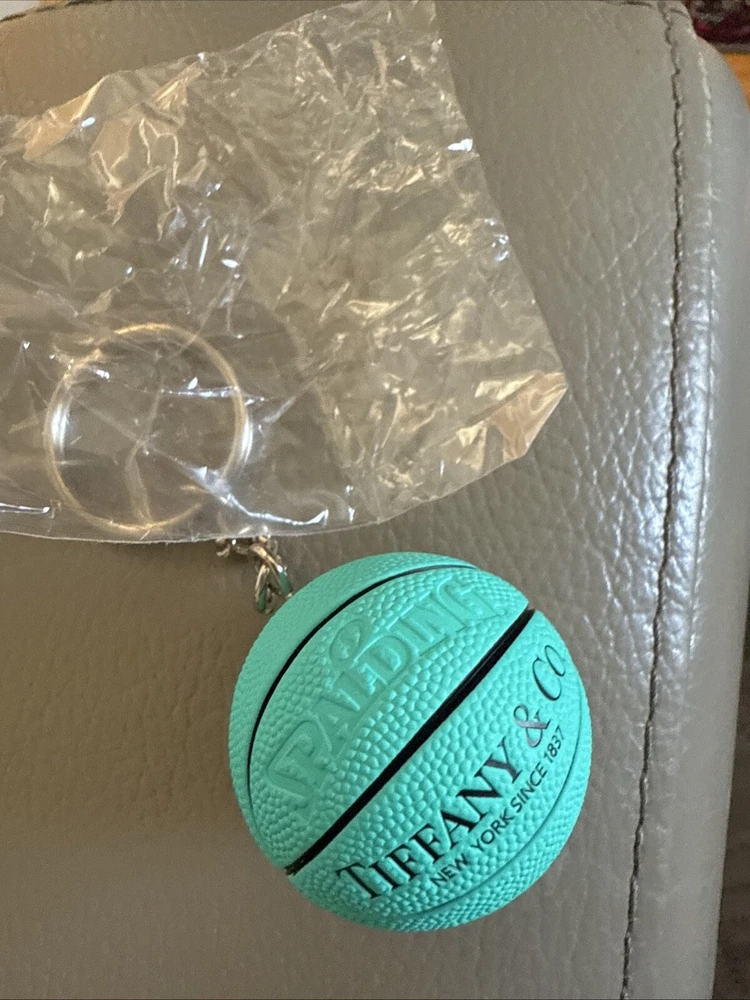 SPALDING
TIFFANY & CO.
NEW YORK SINCE 1837